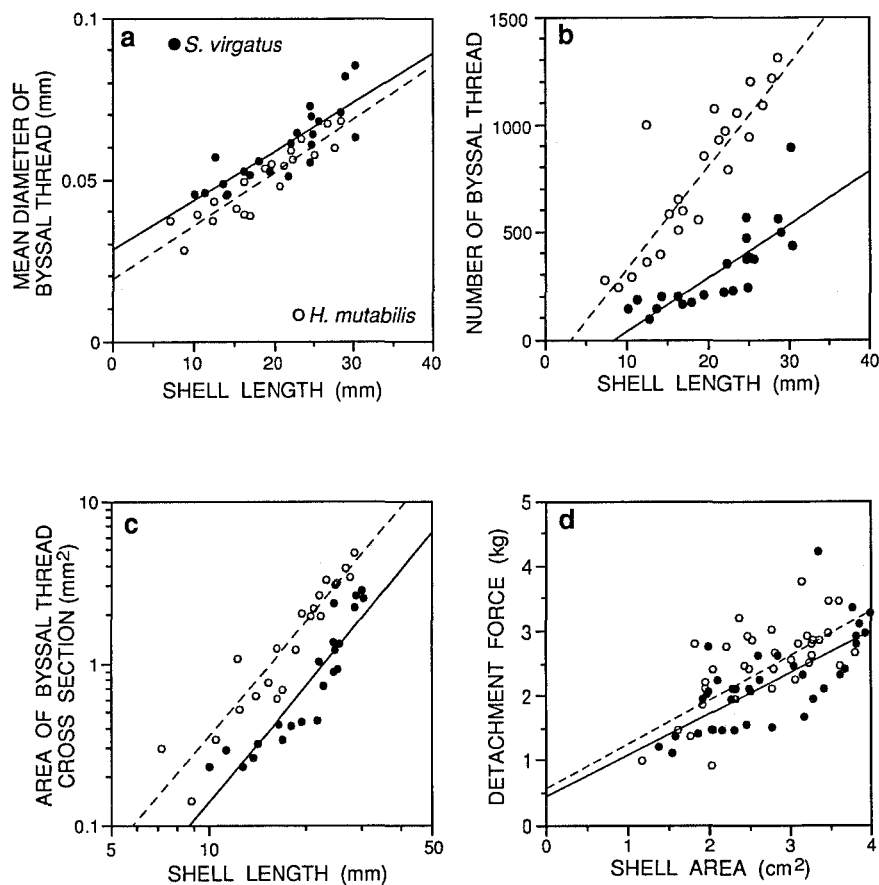 a
S. virgatus
H. mutabilis
0.1
0.05
0
0
10
20
30
40
MEAN DIAMETER OF
BYSSAL THREAD (mm)
SHELL LENGTH (mm)
b
1500
1000
500
0
0
10
20
30
40
NUMBER OF BYSSAL THREAD
SHELL LENGTH (mm)
c
10
1
0.1
5
10
50
AREA OF BYSSAL THREAD
CROSS SECTION (mm2)
SHELL LENGTH (mm)
d
5
4
3
2
1
0
0
1
2
3
4
DETACHMENT FORCE (kg)
SHELL AREA (cm2)